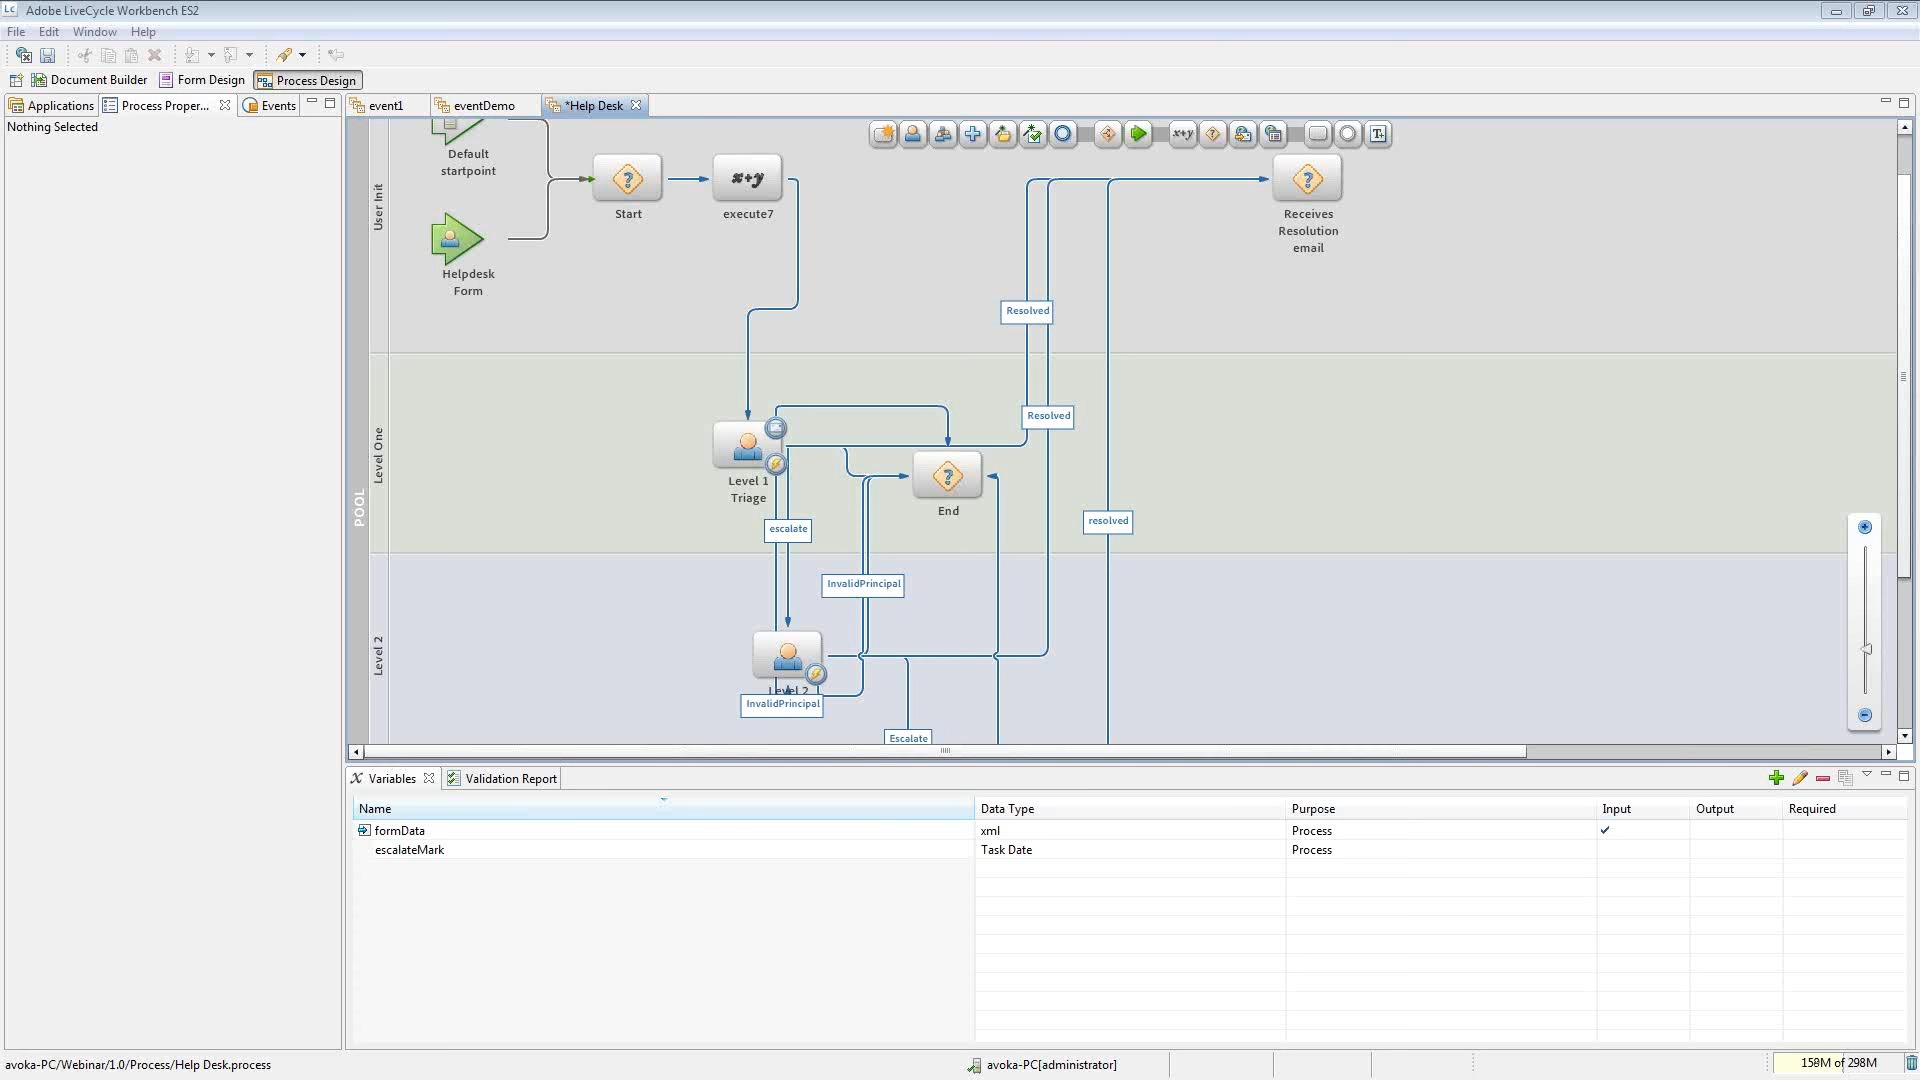 Lc Adobe LiveCycle Workbench ES2
File Edit Window Help
Document Builder Form Design Process Design
Applications Process Proper... Events event1 eventDemo *Help Desk
Nothing Selected
x+y
T
User Init
Default
startpoint
Start
x+y
execute7
Helpdesk
Form
Receives
Resolution
email
Resolved
POOL
Level One
Resolved
Level 1
Triage
End
escalate
resolved
InvalidPrincipal
Level 2
Level 2
InvalidPrincipal
Escalate
x Variables Validation Report
Name Data Type Purpose Input Output Required
formData xml Process
escalateMark Task Date Process
avoka-PC/Webinar/1.0/Process/Help Desk.process
avoka-PC[administrator]
of 298M